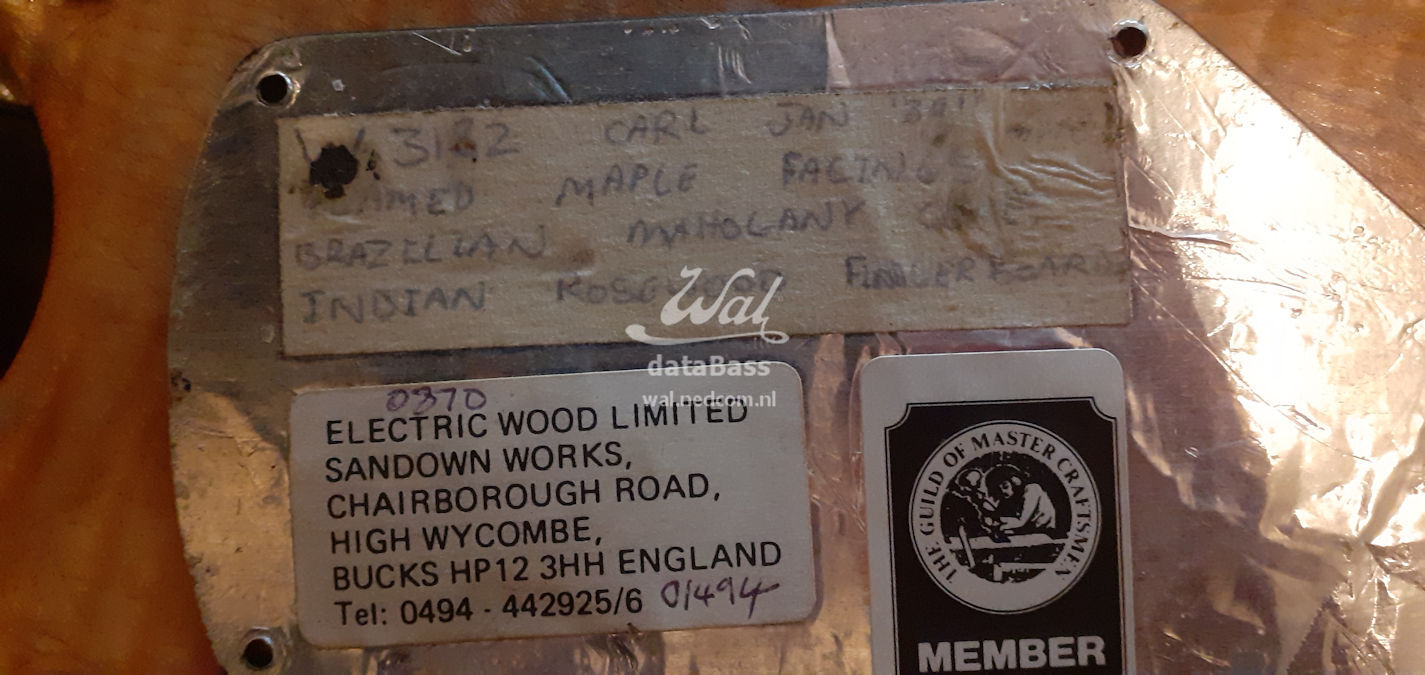 W 3122 CARL JAN
MAPLE FACINGS
BRAZILIAN MAHOGANY CORE
INDIAN ROSEWOOD FINGERBOARD
Wal
dataBass
wal.nedcom.nl
0370
ELECTRIC WOOD LIMITED
SANDOWN WORKS,
CHAIRBOROUGH ROAD,
HIGH WYCOMBE,
BUCKS HP12 3HH ENGLAND
Tel: 0494 - 442925/6 01494
THE GUILD OF MASTER CRAFTSMEN
MEMBER